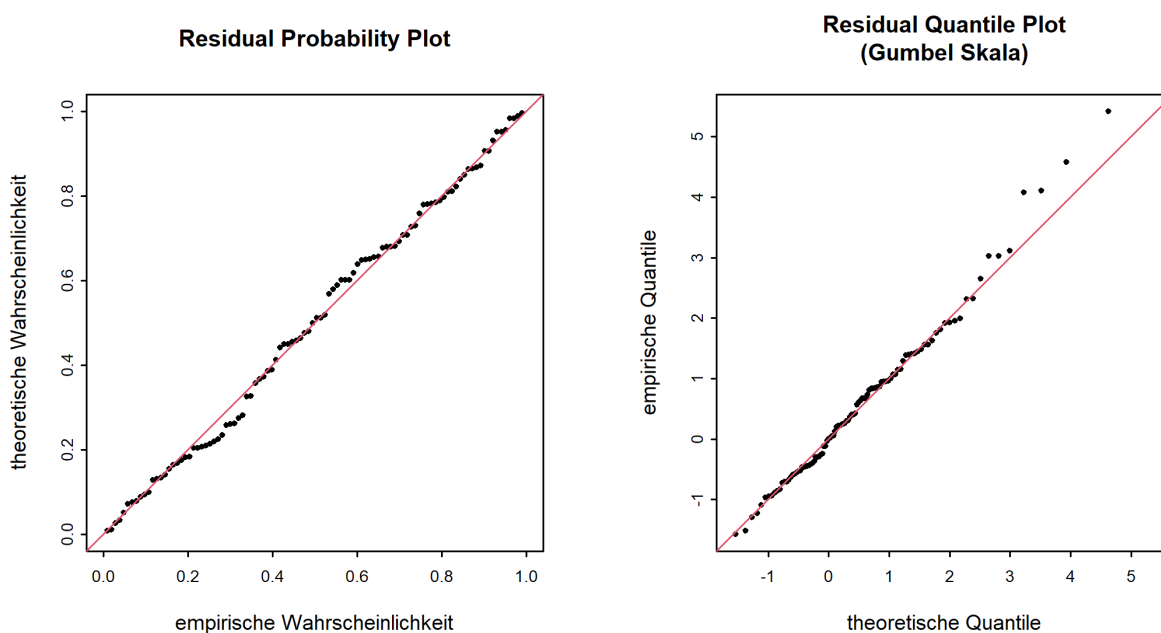 Residual Probability Plot
theoretische Wahrscheinlichkeit
0.0 0.2 0.4 0.6 0.8 1.0
0.0 0.2 0.4 0.6 0.8 1.0
empirische Wahrscheinlichkeit
Residual Quantile Plot
(Gumbel Skala)
empirische Quantile
-1 0 1 2 3 4 5
-1 0 1 2 3 4 5
theoretische Quantile